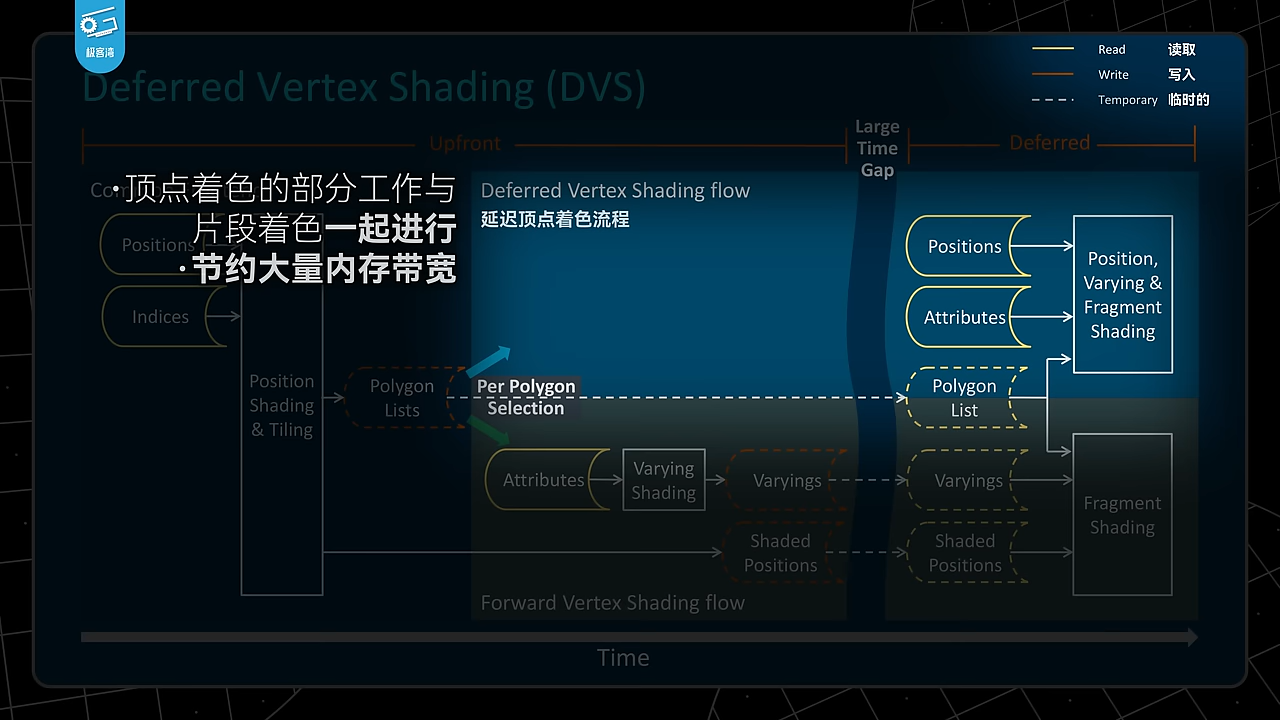 极客湾
Read 读取
Write 写入
Temporary 临时的
Deferred Vertex Shading (DVS)
Upfront
Large
Time
Gap
Deferred
·顶点着色的部分工作与
片段着色一起进行
·节约大量内存带宽
Positions
Indices
Position
Shading
& Tiling
Polygon
Lists
Deferred Vertex Shading flow
延迟顶点着色流程
Per Polygon
Selection
Attributes
Varying
Shading
Varyings
Shaded
Positions
Forward Vertex Shading flow
Positions
Attributes
Polygon
List
Varyings
Shaded
Positions
Position,
Varying &
Fragment
Shading
Fragment
Shading
Time